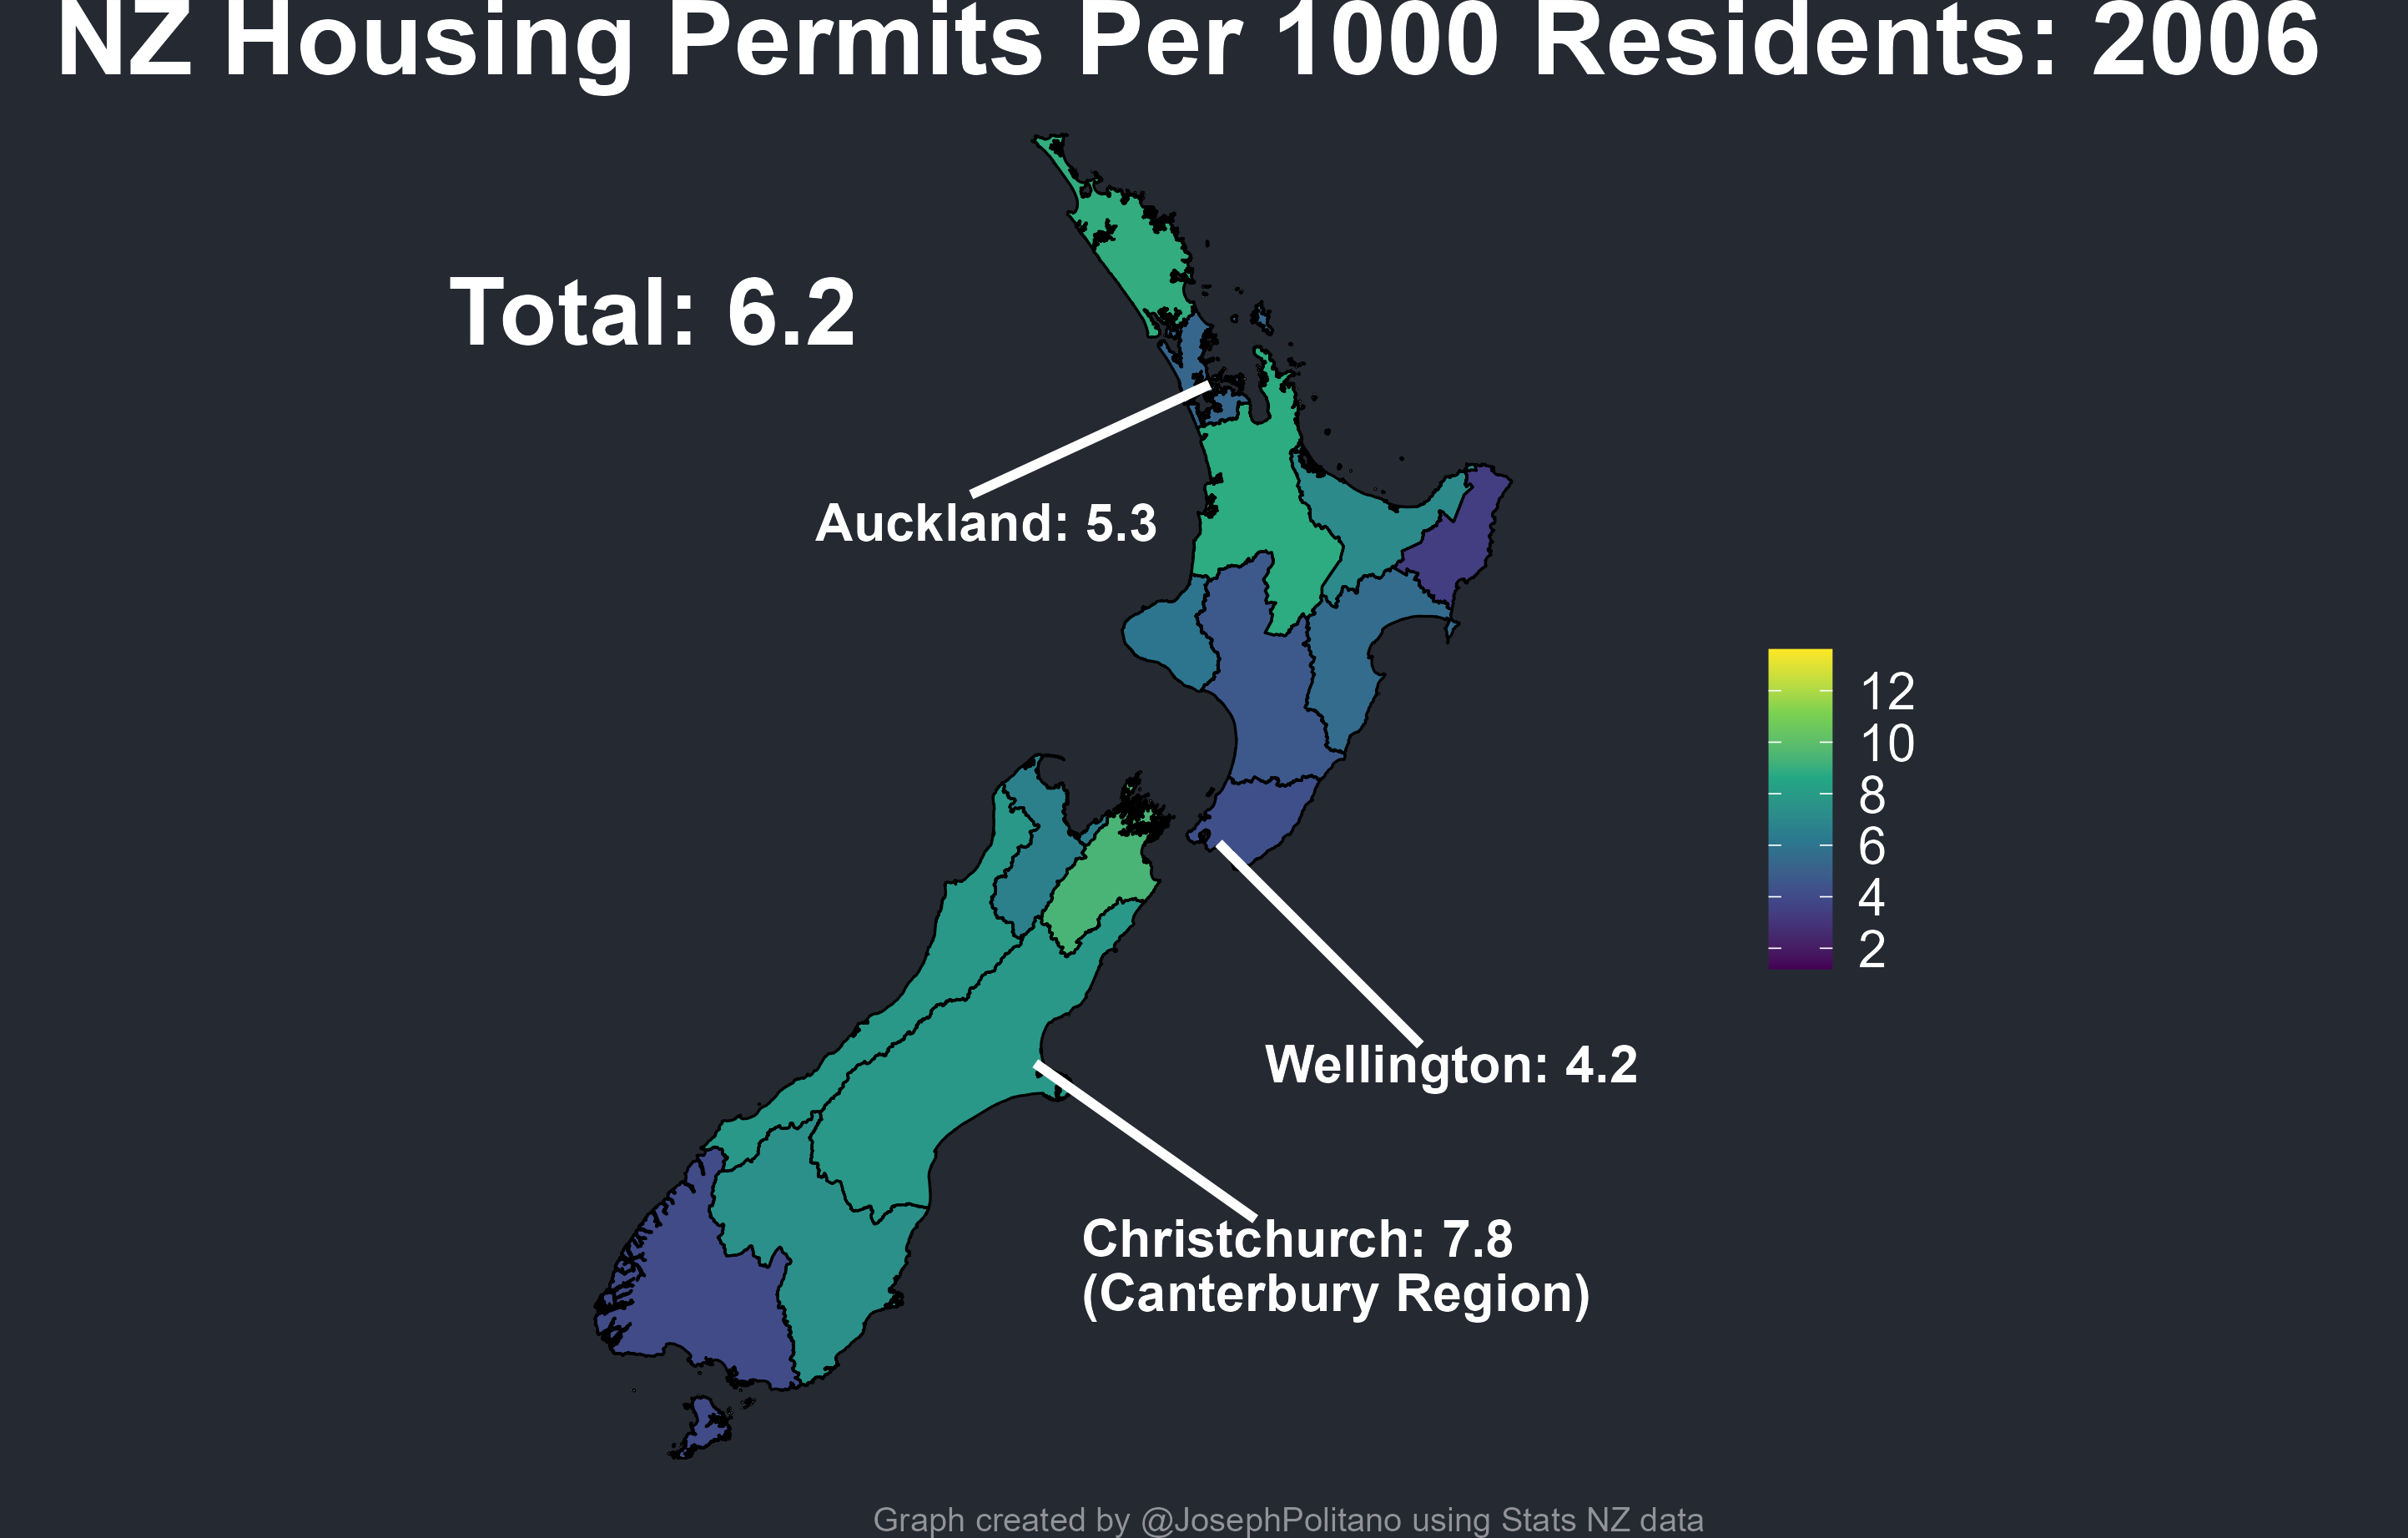 NZ Housing Permits Per 1000 Residents: 2006
Total: 6.2
Auckland: 5.3
12
10
8
6
4
2
Wellington: 4.2
Christchurch: 7.8
(Canterbury Region)
Graph created by @JosephPolitano using Stats NZ data